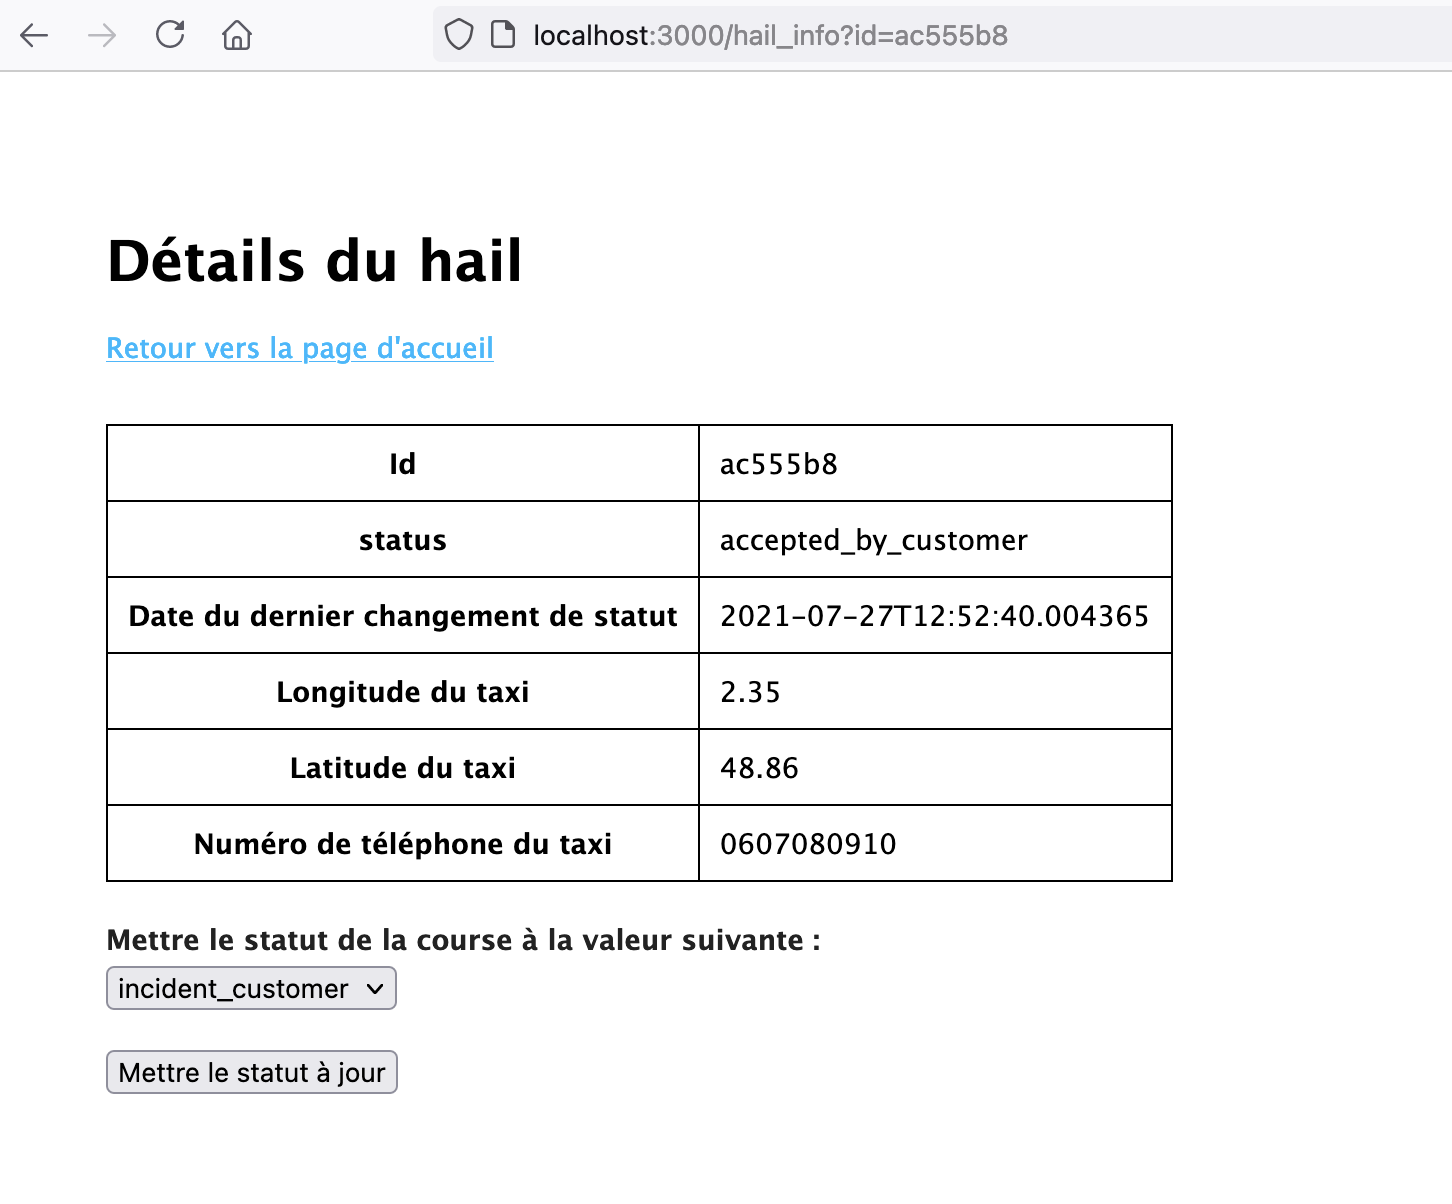 localhost:3000/hail_info?id=ac555b8
Détails du hail
Retour vers la page d'accueil
Id ac555b8
status accepted_by_customer
Date du dernier changement de statut 2021-07-27T12:52:40.004365
Longitude du taxi 2.35
Latitude du taxi 48.86
Numéro de téléphone du taxi 0607080910
Mettre le statut de la course à la valeur suivante :
incident_customer
Mettre le statut à jour